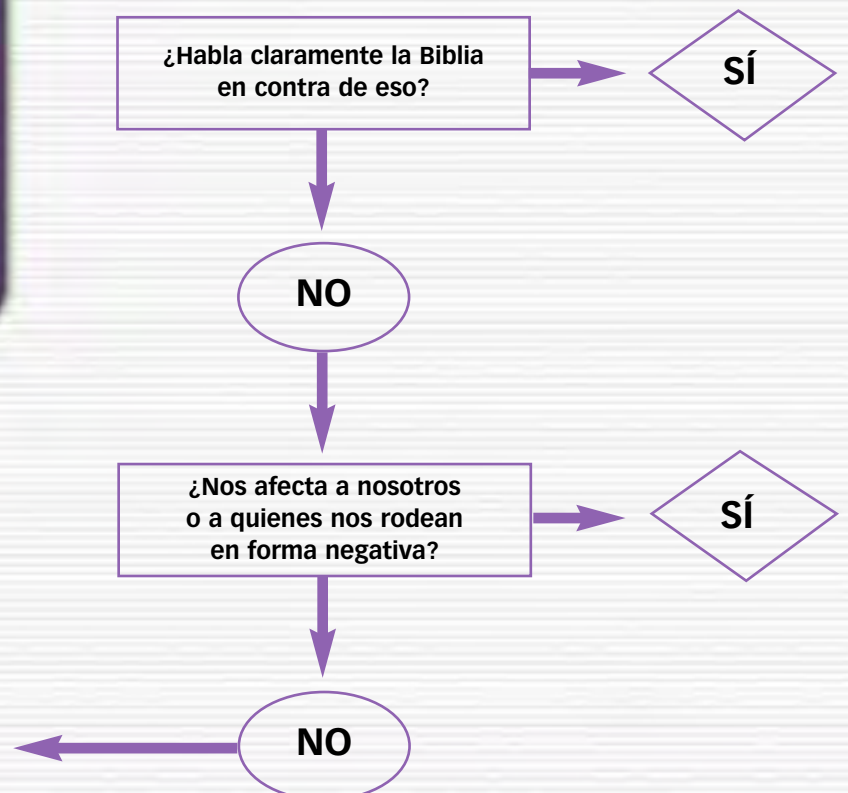 ¿Habla claramente la Biblia
en contra de eso?
SÍ
NO
¿Nos afecta a nosotros
o a quienes nos rodean
en forma negativa?
SÍ
NO